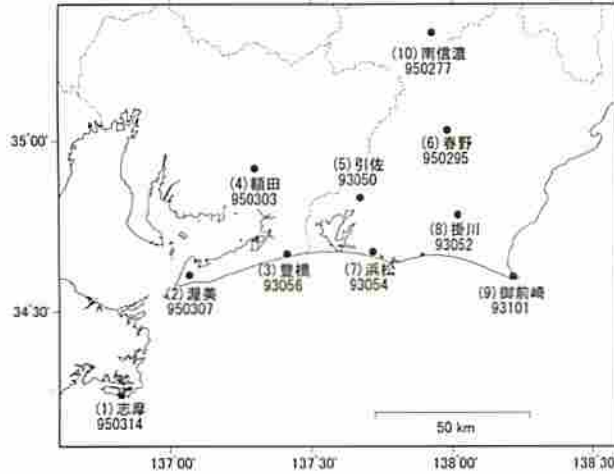 (10) 南信濃
950277
35°00'
(6) 春野
950295
(5) 引佐
93050
(4) 額田
950303
(8) 掛川
93052
(3) 豊橋
93056
(7) 浜松
93054
(2) 渥美
950307
(9) 御前崎
93101
34°30'
(1) 志摩
950314
50 km
137°00'
137°30'
138°00'
138°30'